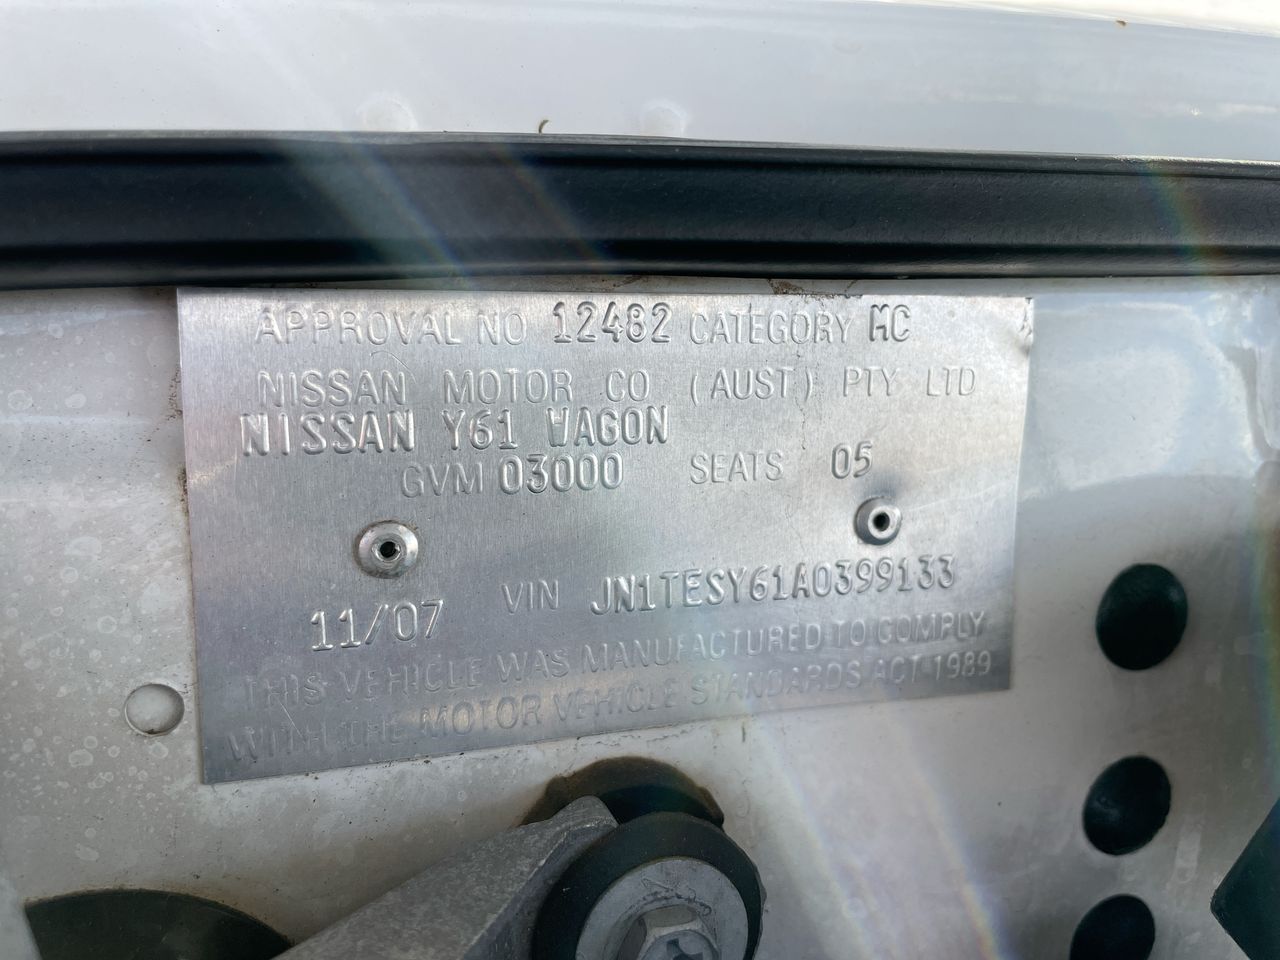 APPROVAL NO 12482 CATEGORY MC
NISSAN MOTOR CO (AUST) PTY LTD
NISSAN Y61 WAGON
GVM 03000 SEATS 05
11/07 VIN JN1TESY61A0399133
THIS VEHICLE WAS MANUFACTURED TO COMPLY
WITH THE MOTOR VEHICLE STANDARDS ACT 1989